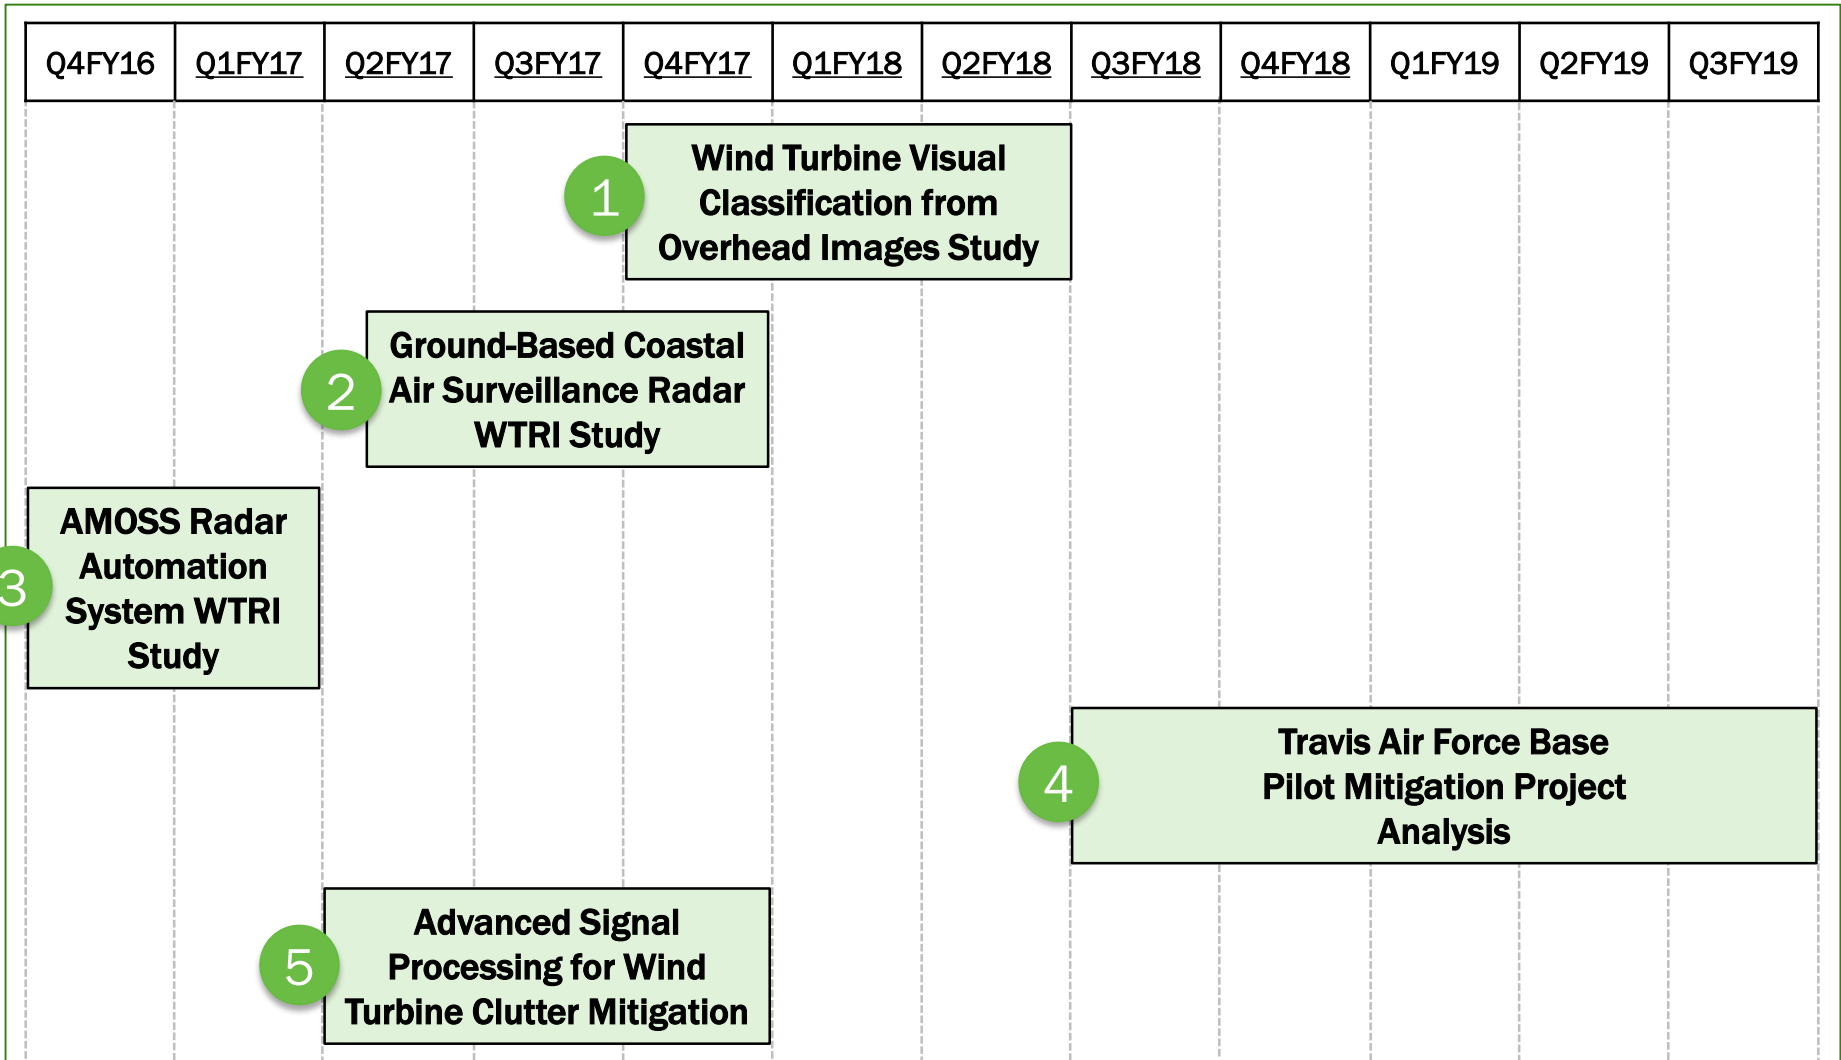 Q4FY16 Q1FY17 Q2FY17 Q3FY17 Q4FY17 Q1FY18 Q2FY18 Q3FY18 Q4FY18 Q1FY19 Q2FY19 Q3FY19
1
Wind Turbine Visual
Classification from
Overhead Images Study
2
Ground-Based Coastal
Air Surveillance Radar
WTRI Study
3
AMOSS Radar
Automation
System WTRI
Study
4
Travis Air Force Base
Pilot Mitigation Project
Analysis
5
Advanced Signal
Processing for Wind
Turbine Clutter Mitigation